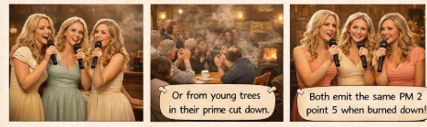 Or from young trees
in their prime cut down.
Both emit the same PM 2
point 5 when burned down!